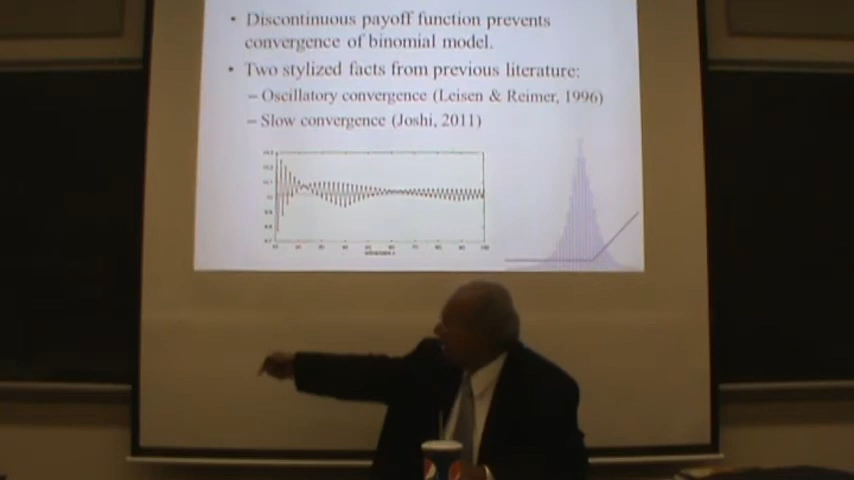 • Discontinuous payoff function prevents
convergence of binomial model.
• Two stylized facts from previous literature:
– Oscillatory convergence (Leisen & Reimer, 1996)
– Slow convergence (Joshi, 2011)